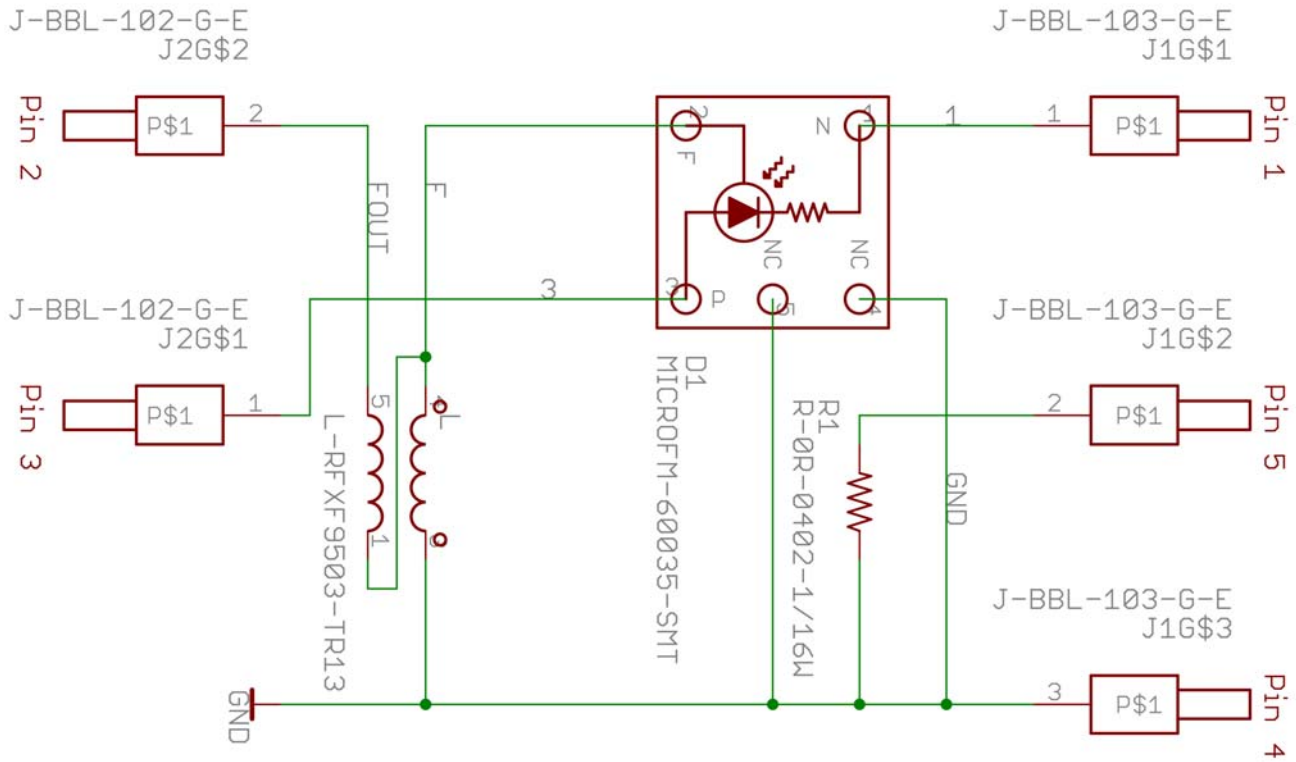 J-BBL-102-G-E
J2G$2
Pin 2
P$1
2
J-BBL-103-G-E
J1G$1
1
1
P$1
Pin 1
2
F
N
1
NC
NC
3
P
5
4
FOUT
F
3
J-BBL-102-G-E
J2G$1
Pin 3
P$1
1
J-BBL-103-G-E
J1G$2
2
P$1
Pin 5
5
1
4
L
6
L-RFXF9503-TR13
D1
MICROFM-60035-SMT
R1
R-0R-0402-1/16W
GND
J-BBL-103-G-E
J1G$3
3
P$1
Pin 4
GND